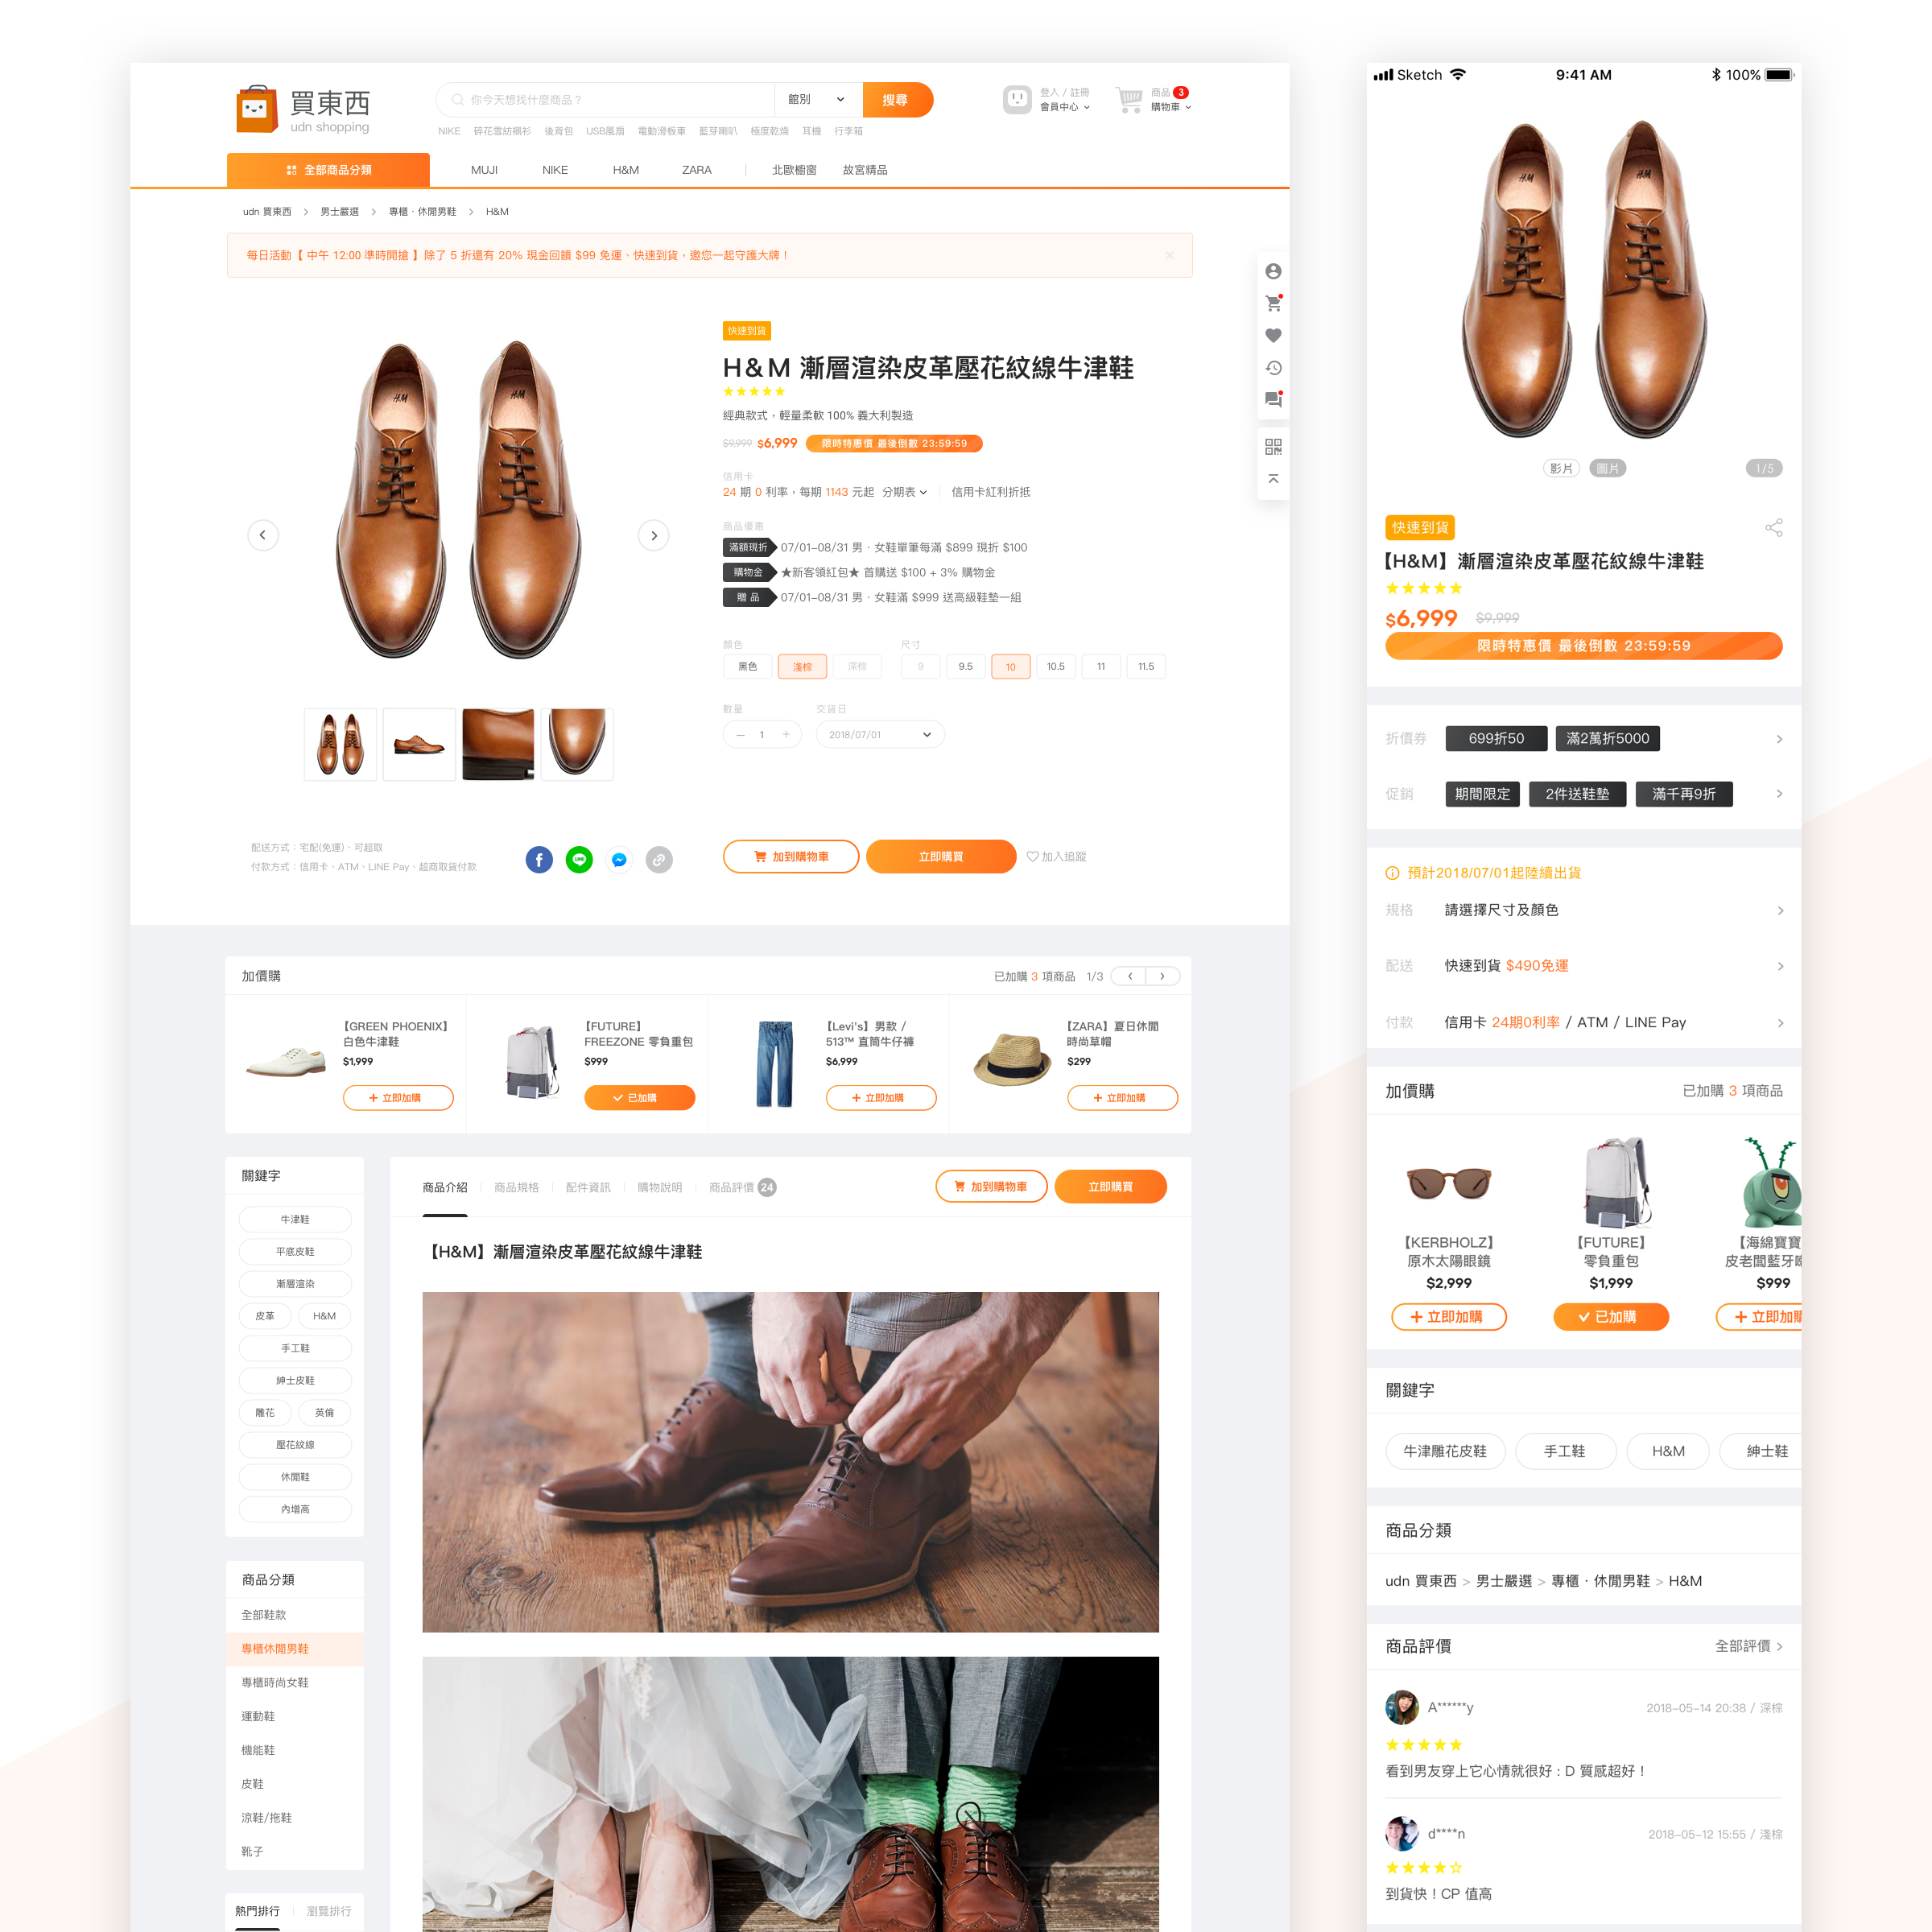 買東西
udn shopping
你今天想找什麼商品？
館別
搜尋
NIKE 碎花雪紡襯衫 後背包 USB風扇 電動滑板車 藍芽喇叭 極度乾燥 耳機 行李箱
登入 / 註冊
會員中心
商品 3
購物車
全部商品分類
MUJI NIKE H&M ZARA 北歐櫥窗 故宮精品
udn 買東西 > 男士嚴選 > 專櫃・休閒男鞋 > H&M
每日活動【 中午 12:00 準時開搶 】除了 5 折還有 20% 現金回饋 $99 免運、快速到貨，邀您一起守護大牌！
H&M
H&M
快速到貨
H&M 漸層渲染皮革壓花紋線牛津鞋
★★★★★
經典款式，輕量柔軟 100% 義大利製造
$9,999 $6,999 限時特惠價 最後倒數 23:59:59
信用卡
24 期 0 利率，每期 1143 元起 分期表 信用卡紅利折抵
商品優惠
滿額現折 07/01-08/31 男・女鞋單筆每滿 $899 現折 $100
購物金 ★新客領紅包★ 首購送 $100 + 3% 購物金
贈 品 07/01-08/31 男・女鞋滿 $999 送高級鞋墊一組
顏色
黑色 淺棕 深棕
尺寸
9 9.5 10 10.5 11 11.5
數量
— 1 +
交貨日
2018/07/01
配送方式：宅配(免運)、可超取
付款方式：信用卡、ATM、LINE Pay、超商取貨付款
LINE
加到購物車 立即購買 加入追蹤
加價購
已加購 3 項商品 1/3
【GREEN PHOENIX】
白色牛津鞋
$1,999
+ 立即加購
【FUTURE】
FREEZONE 零負重包
$999
已加購
【Levi's】男款 /
513™ 直筒牛仔褲
$6,999
+ 立即加購
【ZARA】夏日休閒
時尚草帽
$299
+ 立即加購
關鍵字
牛津鞋
平底皮鞋
漸層渲染
皮革 H&M
手工鞋
紳士皮鞋
雕花 英倫
壓花紋線
休閒鞋
內增高
商品分類
全部鞋款
專櫃休閒男鞋
專櫃時尚女鞋
運動鞋
機能鞋
皮鞋
涼鞋/拖鞋
靴子
熱門排行 瀏覽排行
商品介紹 商品規格 配件資訊 購物說明 商品評價 24
加到購物車 立即購買
【H&M】漸層渲染皮革壓花紋線牛津鞋
Sketch 9:41 AM 100%
H&M
H&M
影片 圖片 1/5
快速到貨
【H&M】漸層渲染皮革壓花紋線牛津鞋
★★★★★
$6,999 $9,999
限時特惠價 最後倒數 23:59:59
折價券 699折50 滿2萬折5000
促銷 期間限定 2件送鞋墊 滿千再9折
預計2018/07/01起陸續出貨
規格 請選擇尺寸及顏色
配送 快速到貨 $490免運
付款 信用卡 24期0利率 / ATM / LINE Pay
加價購 已加購 3 項商品
【KERBHOLZ】
原木太陽眼鏡
$2,999
+ 立即加購
【FUTURE】
零負重包
$1,999
已加購
【海綿寶寶
皮老闆藍牙
$999
+ 立即加
關鍵字
牛津雕花皮鞋 手工鞋 H&M 紳士鞋
商品分類
udn 買東西 > 男士嚴選 > 專櫃・休閒男鞋 > H&M
商品評價 全部評價 >
A******y 2018-05-14 20:38 / 深棕
★★★★★
看到男友穿上它心情就很好：D 質感超好！
d****n 2018-05-12 15:55 / 淺棕
★★★★☆
到貨快！CP 值高